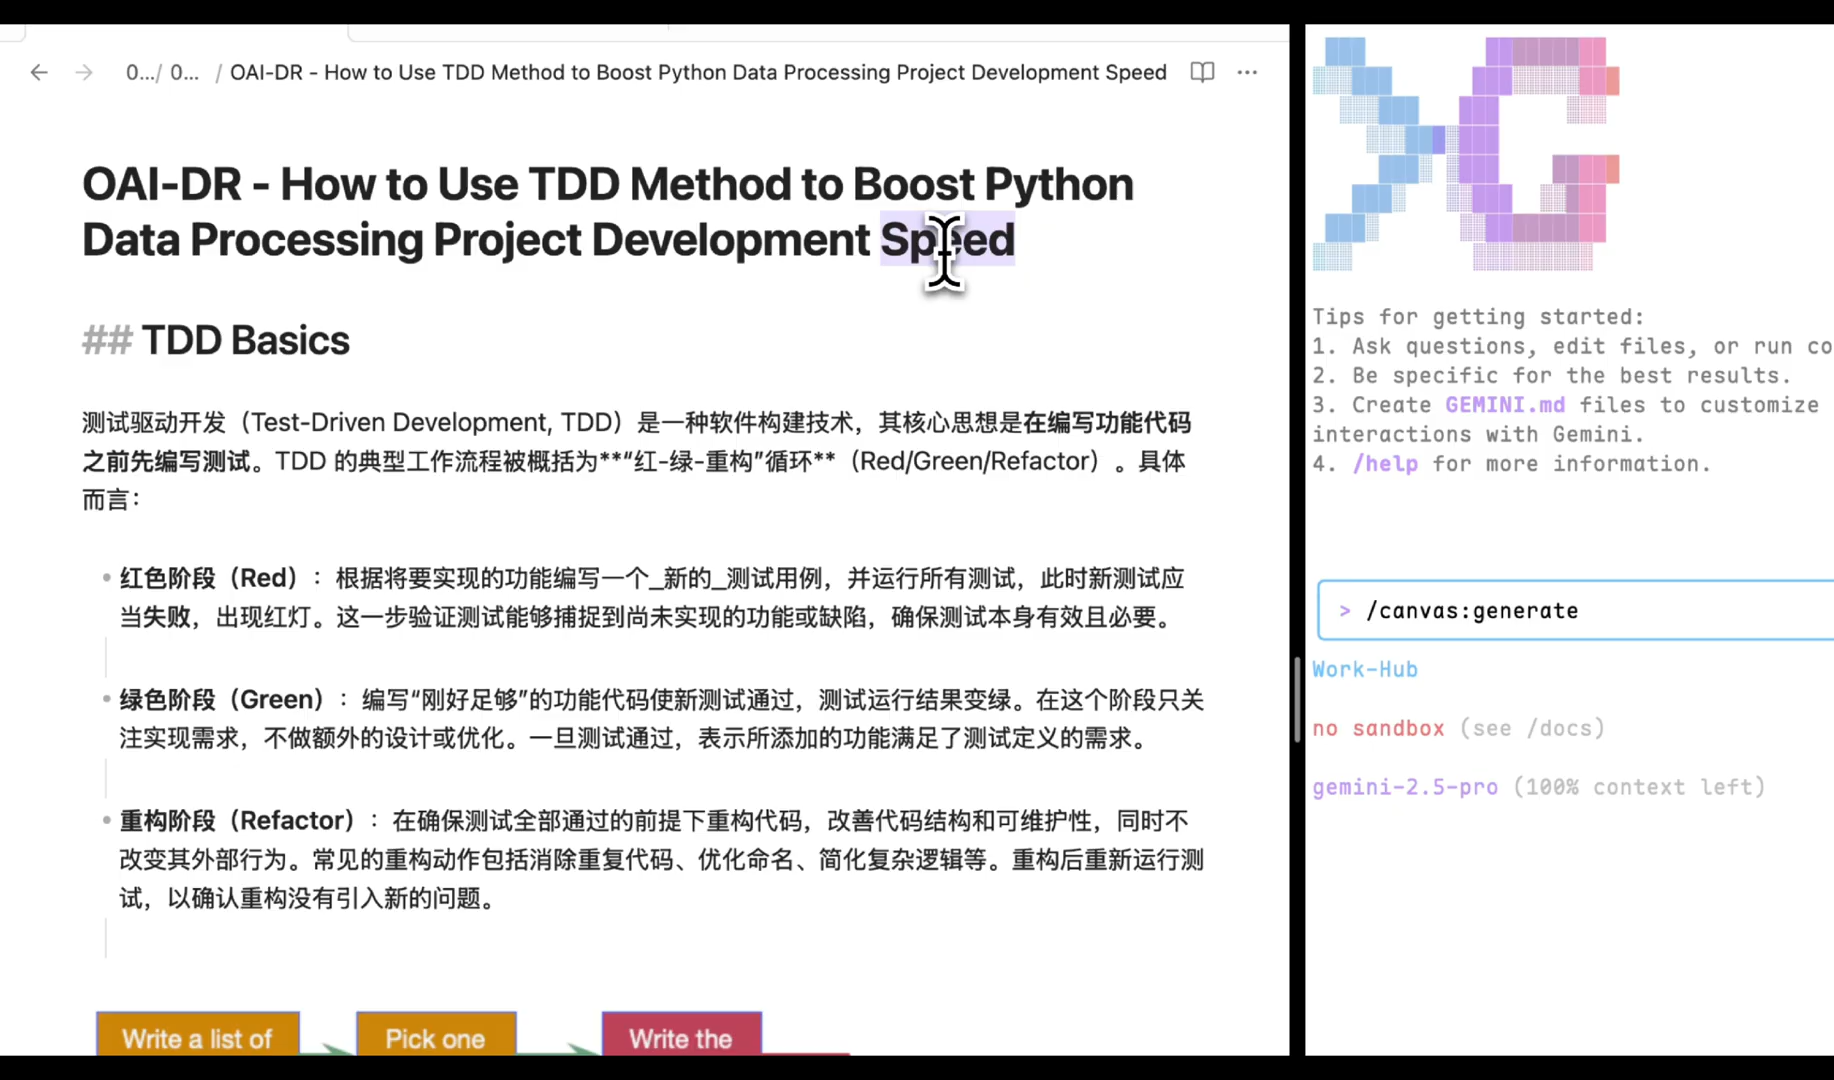 0.../ 0... / OAI-DR - How to Use TDD Method to Boost Python Data Processing Project Development Speed
OAI-DR - How to Use TDD Method to Boost Python
Data Processing Project Development Speed
## TDD Basics
测试驱动开发（Test-Driven Development, TDD）是一种软件构建技术，其核心思想是在编写功能代码
之前先编写测试。TDD 的典型工作流程被概括为**“红-绿-重构”循环**（Red/Green/Refactor）。具体
而言：
• 红色阶段（Red）：根据将要实现的功能编写一个_新的_测试用例，并运行所有测试，此时新测试应
当失败，出现红灯。这一步验证测试能够捕捉到尚未实现的功能或缺陷，确保测试本身有效且必要。
• 绿色阶段（Green）：编写“刚好足够”的功能代码使新测试通过，测试运行结果变绿。在这个阶段只关
注实现需求，不做额外的设计或优化。一旦测试通过，表示所添加的功能满足了测试定义的需求。
• 重构阶段（Refactor）：在确保测试全部通过的前提下重构代码，改善代码结构和可维护性，同时不
改变其外部行为。常见的重构动作包括消除重复代码、优化命名、简化复杂逻辑等。重构后重新运行测
试，以确认重构没有引入新的问题。
Write a list of
Pick one
Write the
>G
Tips for getting started:
1. Ask questions, edit files, or run co
2. Be specific for the best results.
3. Create GEMINI.md files to customize
interactions with Gemini.
4. /help for more information.
> /canvas:generate
Work-Hub
no sandbox (see /docs)
gemini-2.5-pro (100% context left)